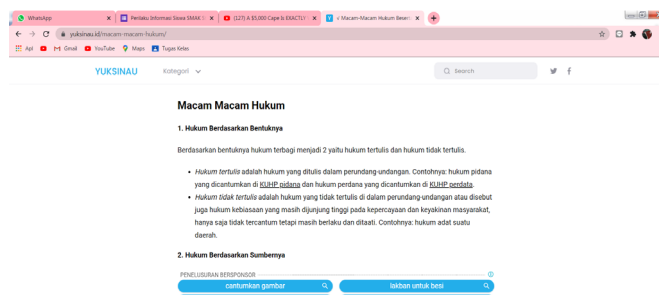 WhatsApp
Perilaku Informasi Siswa SMAK
(127) A $5,000 Cape Is EXACTLY
√ Macam-Macam Hukum Beser
yuksinau.id/macam-macam-hukum/
Apl
Gmail
YouTube
Maps
Tugas Kelas
YUKSINAU
Kategori
Search
Macam Macam Hukum
1. Hukum Berdasarkan Bentuknya
Berdasarkan bentuknya hukum terbagi menjadi 2 yaitu hukum tertulis dan hukum tidak tertulis.
Hukum tertulis adalah hukum yang ditulis dalam perundang-undangan. Contohnya: hukum pidana
yang dicantumkan di KUHP pidana dan hukum perdana yang dicantumkan di KUHP perdata.
Hukum tidak tertulis adalah hukum yang tidak tertulis di dalam perundang-undangan atau disebut
juga hukum kebiasaan yang masih dijunjung tinggi pada kepercayaan dan keyakinan masyarakat,
hanya saja tidak tercantum tetapi masih berlaku dan ditaati. Contohnya: hukum adat suatu
daerah.
2. Hukum Berdasarkan Sumbernya
PENELUSURAN BERSPONSOR
cantumkan gambar
lakban untuk besi